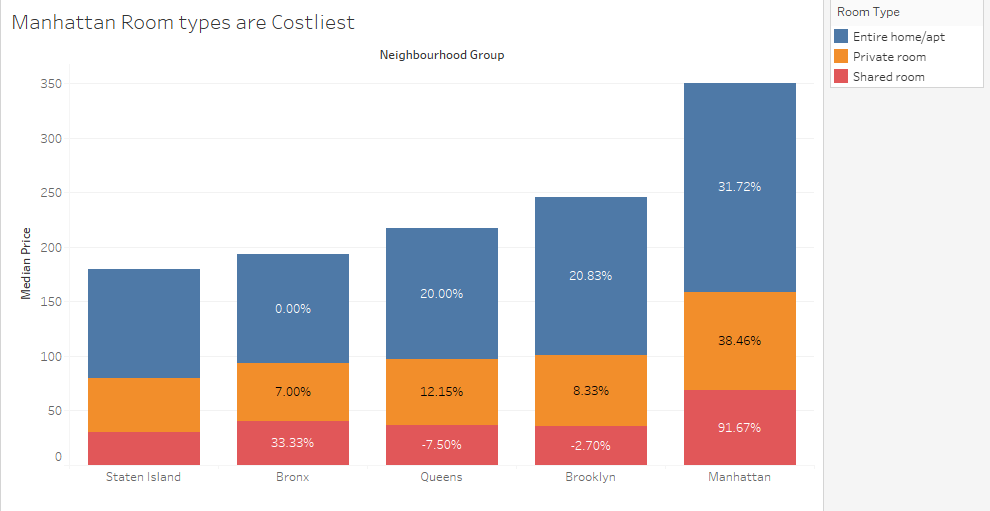 Manhattan Room types are Costliest
Neighbourhood Group
Median Price
350
300
250
200
150
100
50
0
0.00%
20.00%
20.83%
31.72%
7.00%
12.15%
8.33%
38.46%
33.33%
-7.50%
-2.70%
91.67%
Staten Island Bronx Queens Brooklyn Manhattan
Room Type
Entire home/apt
Private room
Shared room